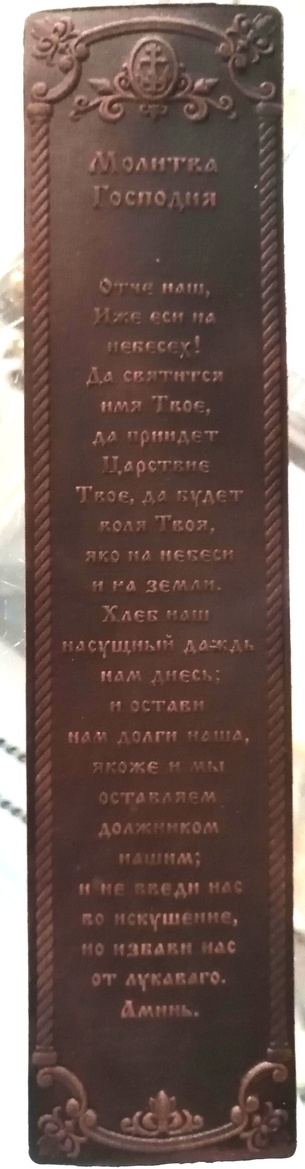 Молитва
Господня
Отче наш,
Иже еси на
небесех!
Да святится
имя Твое,
да приидет
Царствие
Твое, да будет
воля Твоя,
яко на небеси
и на земли.
Хлеб наш
насущный даждь
нам днесь;
и остави
нам долги наша,
якоже и мы
оставляем
должником
нашим;
и не введи нас
во искушение,
но избави нас
от лукаваго.
Аминь.